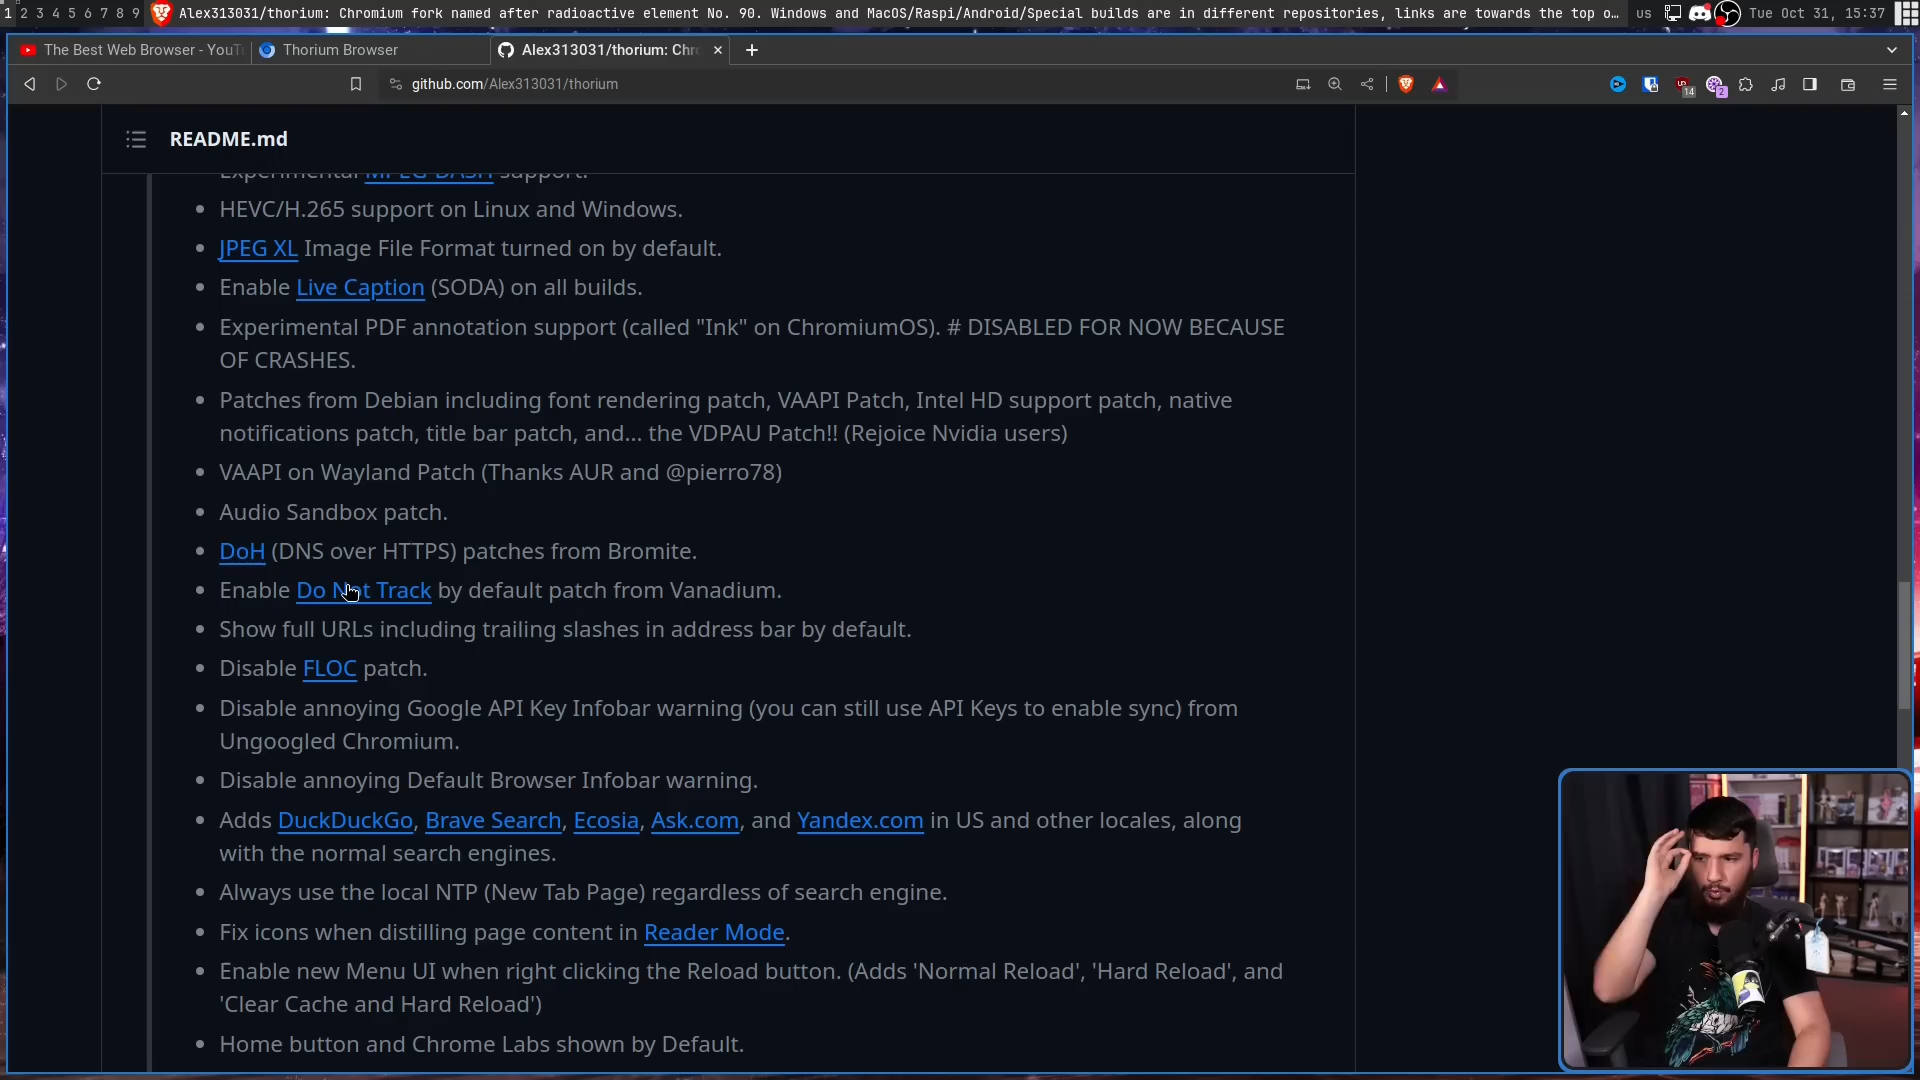 1 2 3 4 5 6 7 8 9 Alex313031/thorium: Chromium fork named after radioactive element No. 90. Windows and MacOS/Raspi/Android/Special builds are in different repositories, links are towards the top o… us Tue Oct 31, 15:37
The Best Web Browser - YouT Thorium Browser Alex313031/thorium: Chr
github.com/Alex313031/thorium 14 2
README.md
Experimental MPEG-DASH support.
• HEVC/H.265 support on Linux and Windows.
• JPEG XL Image File Format turned on by default.
• Enable Live Caption (SODA) on all builds.
• Experimental PDF annotation support (called "Ink" on ChromiumOS). # DISABLED FOR NOW BECAUSE
OF CRASHES.
• Patches from Debian including font rendering patch, VAAPI Patch, Intel HD support patch, native
notifications patch, title bar patch, and... the VDPAU Patch!! (Rejoice Nvidia users)
• VAAPI on Wayland Patch (Thanks AUR and @pierro78)
• Audio Sandbox patch.
• DoH (DNS over HTTPS) patches from Bromite.
• Enable Do Not Track by default patch from Vanadium.
• Show full URLs including trailing slashes in address bar by default.
• Disable FLOC patch.
• Disable annoying Google API Key Infobar warning (you can still use API Keys to enable sync) from
Ungoogled Chromium.
• Disable annoying Default Browser Infobar warning.
• Adds DuckDuckGo, Brave Search, Ecosia, Ask.com, and Yandex.com in US and other locales, along
with the normal search engines.
• Always use the local NTP (New Tab Page) regardless of search engine.
• Fix icons when distilling page content in Reader Mode.
• Enable new Menu UI when right clicking the Reload button. (Adds 'Normal Reload', 'Hard Reload', and
'Clear Cache and Hard Reload')
• Home button and Chrome Labs shown by Default.